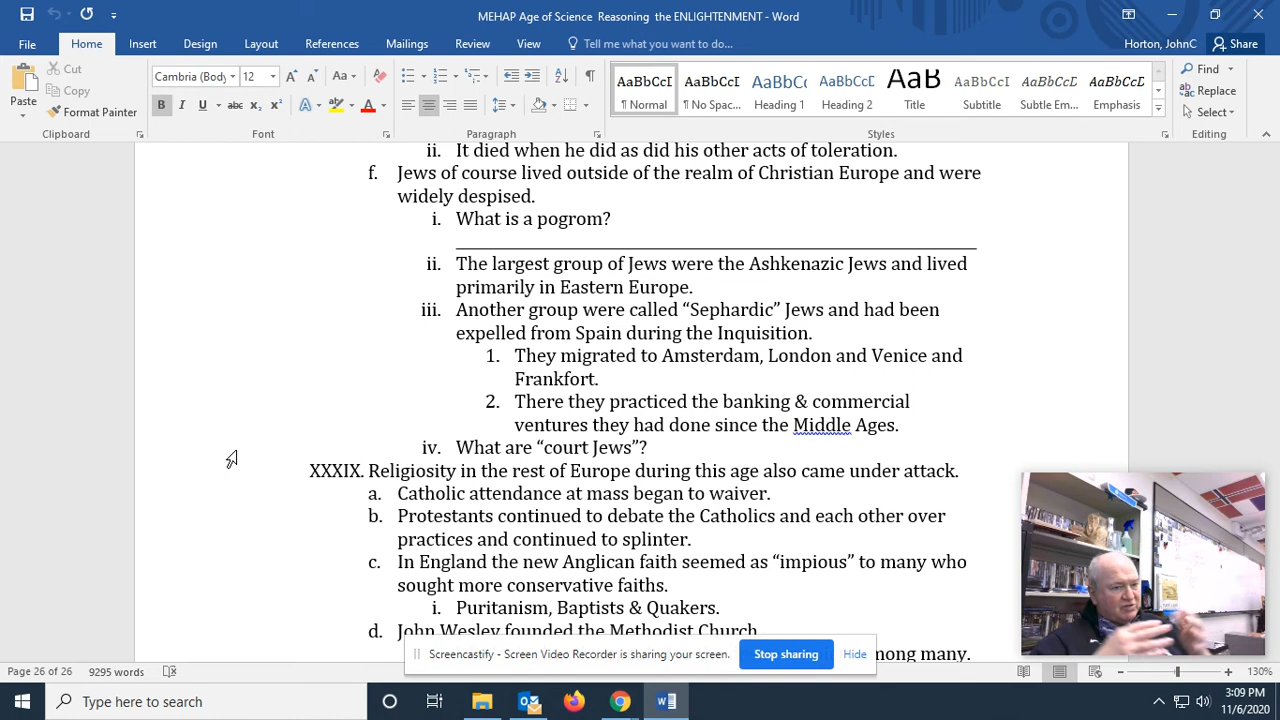 MEHAP Age of Science Reasoning the ENLIGHTENMENT - Word
File Home Insert Design Layout References Mailings Review View Tell me what you want to do... Horton, JohnC Share
Paste Cut Copy Format Painter
Cambria (Body 12
AaBbCcI AaBbCcI AaBbCc AaBbCcI AaB AaBbCcI AaBbCcI AaBbCcI
¶ Normal ¶ No Spac... Heading 1 Heading 2 Title Subtitle Subtle Em... Emphasis
Find Replace Select
Clipboard Font Paragraph Styles Editing
ii. It died when he did as did his other acts of toleration.
f. Jews of course lived outside of the realm of Christian Europe and were
widely despised.
i. What is a pogrom?
ii. The largest group of Jews were the Ashkenazic Jews and lived
primarily in Eastern Europe.
iii. Another group were called “Sephardic” Jews and had been
expelled from Spain during the Inquisition.
1. They migrated to Amsterdam, London and Venice and
Frankfort.
2. There they practiced the banking & commercial
ventures they had done since the Middle Ages.
iv. What are “court Jews”?
XXXIX. Religiosity in the rest of Europe during this age also came under attack.
a. Catholic attendance at mass began to waiver.
b. Protestants continued to debate the Catholics and each other over
practices and continued to splinter.
c. In England the new Anglican faith seemed as “impious” to many who
sought more conservative faiths.
i. Puritanism, Baptists & Quakers.
d. John Wesley founded the Methodist Church
among many.
Screencastify - Screen Video Recorder is sharing your screen. Stop sharing Hide
Page 26 of 26 9295 words 130%
Type here to search
3:09 PM
11/6/2020